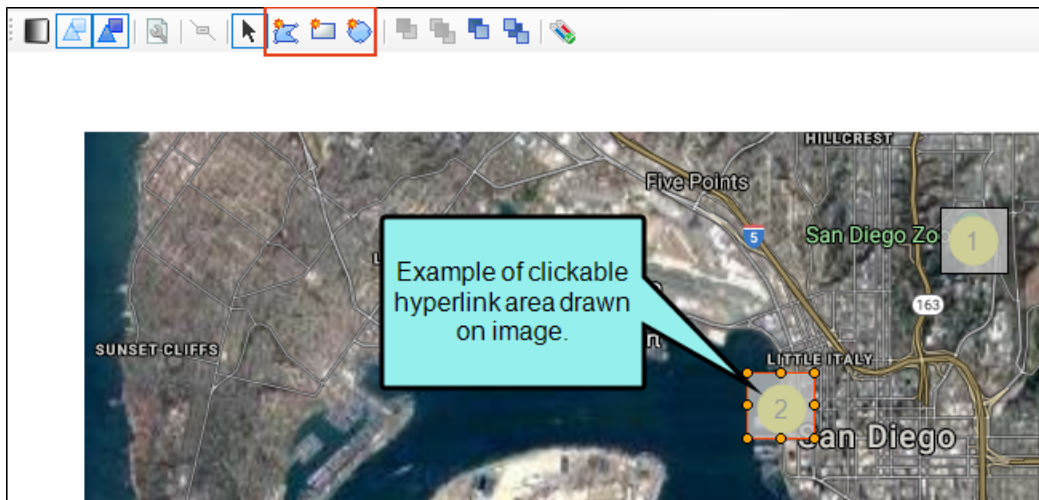 HILLCREST
Five Points
5
San Diego Zo
1
Example of clickable
hyperlink area drawn
on image.
163
SUNSET CLIFFS
LITTLE ITALY
2
San Diego